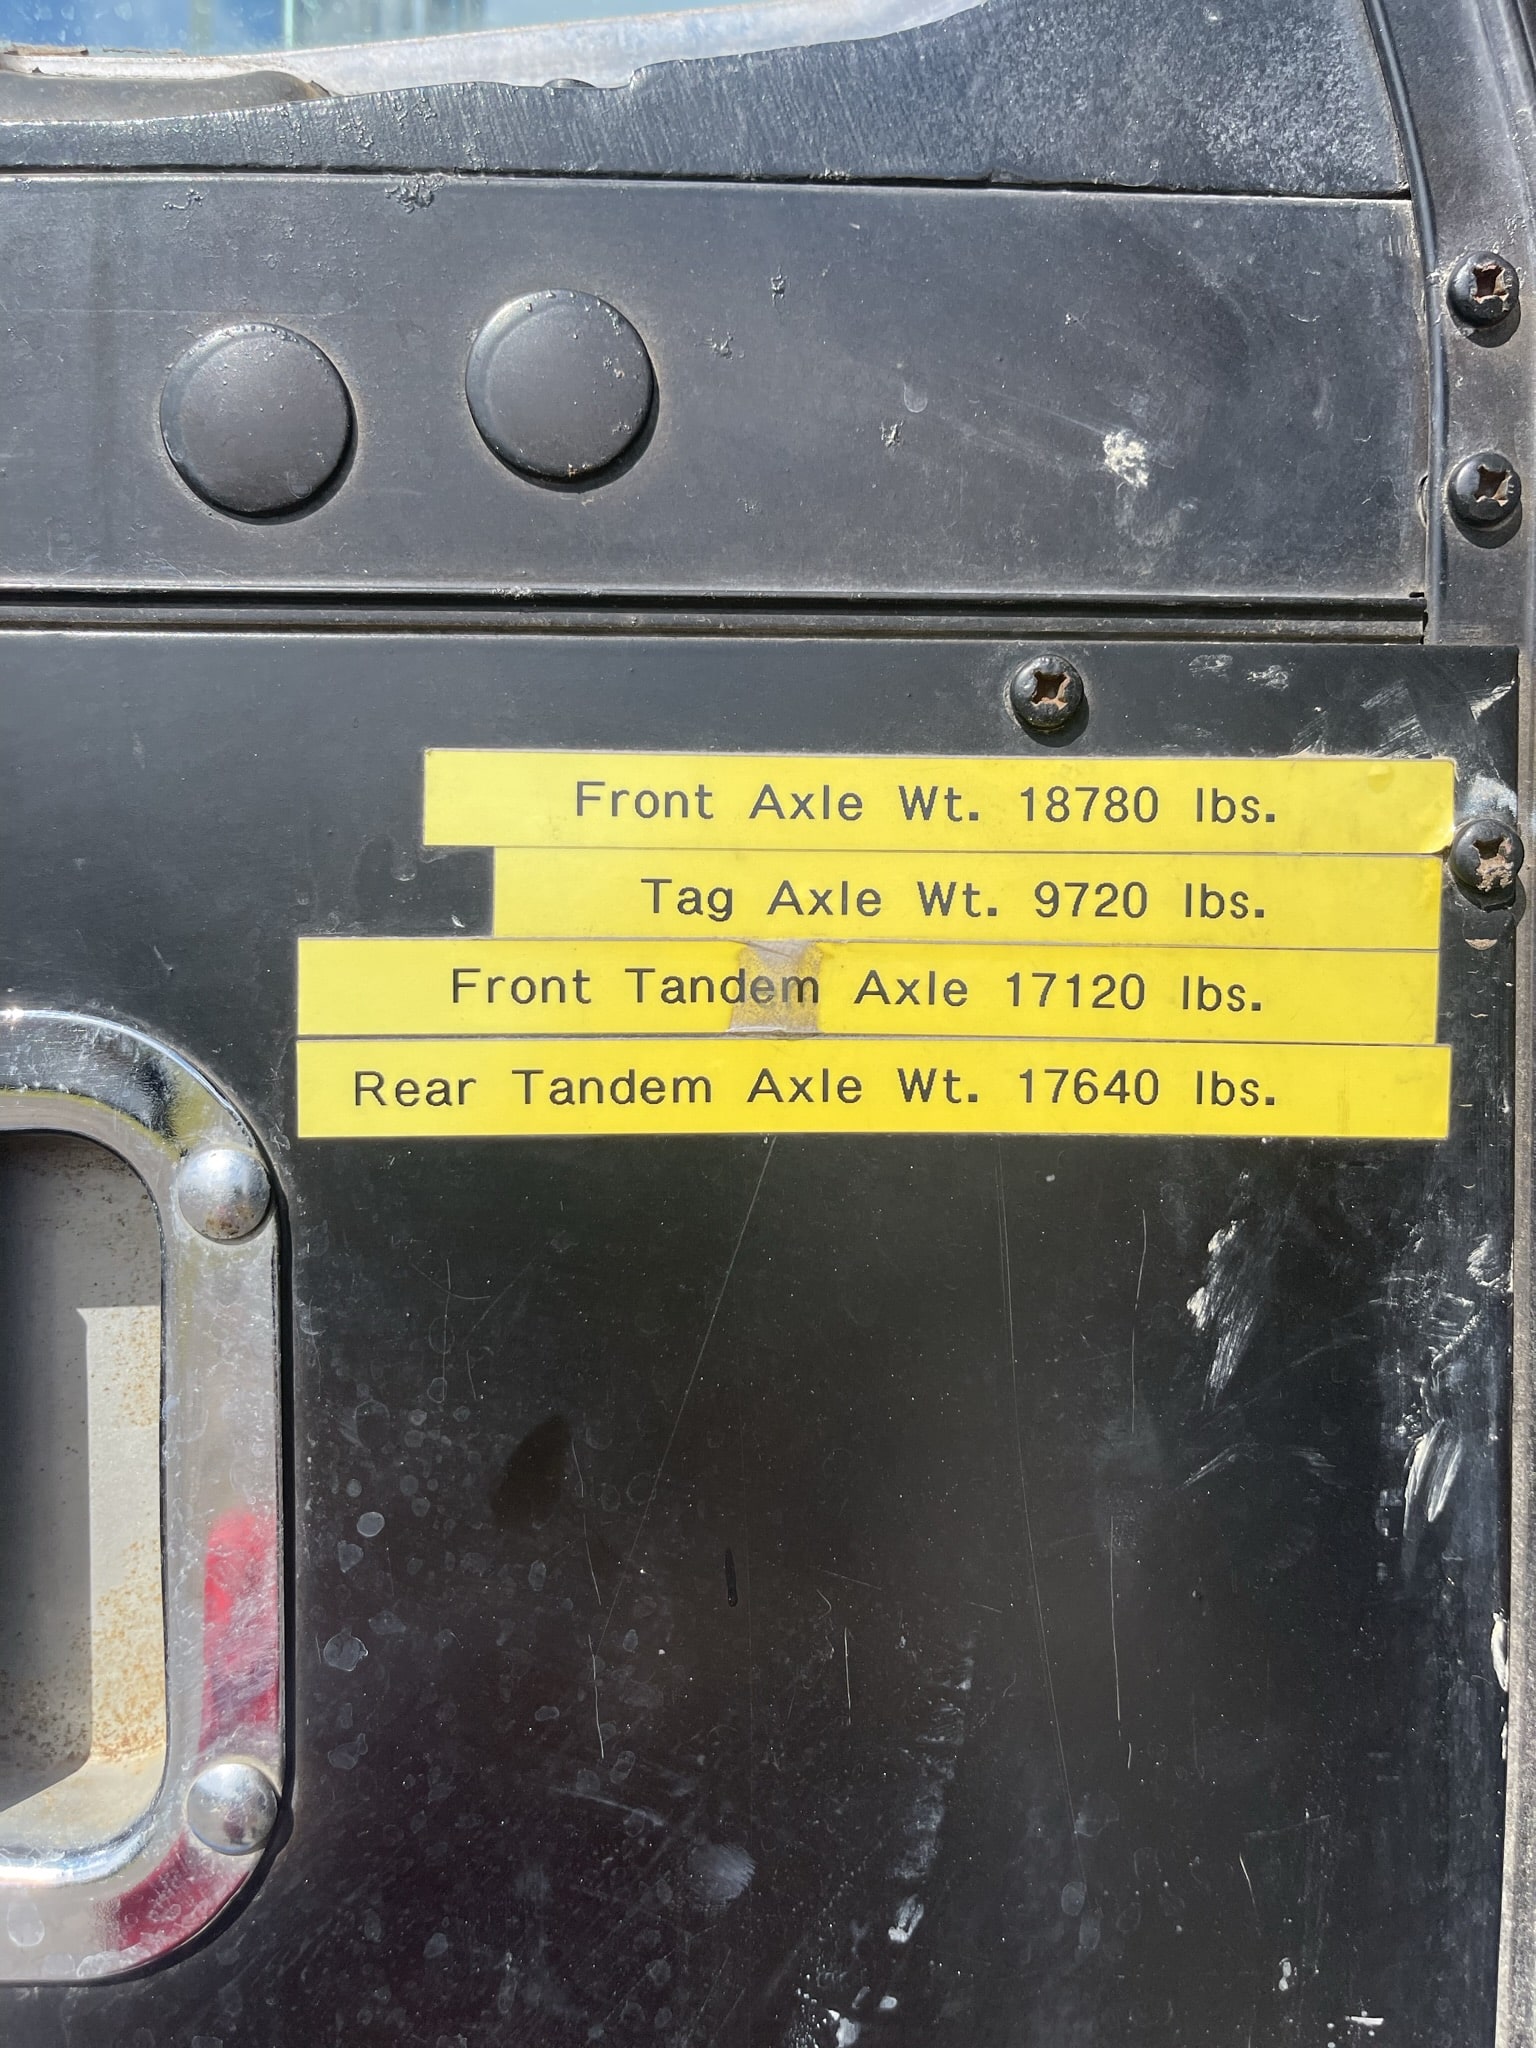 Front Axle Wt. 18780 lbs.
Tag Axle Wt. 9720 lbs.
Front Tandem Axle 17120 lbs.
Rear Tandem Axle Wt. 17640 lbs.